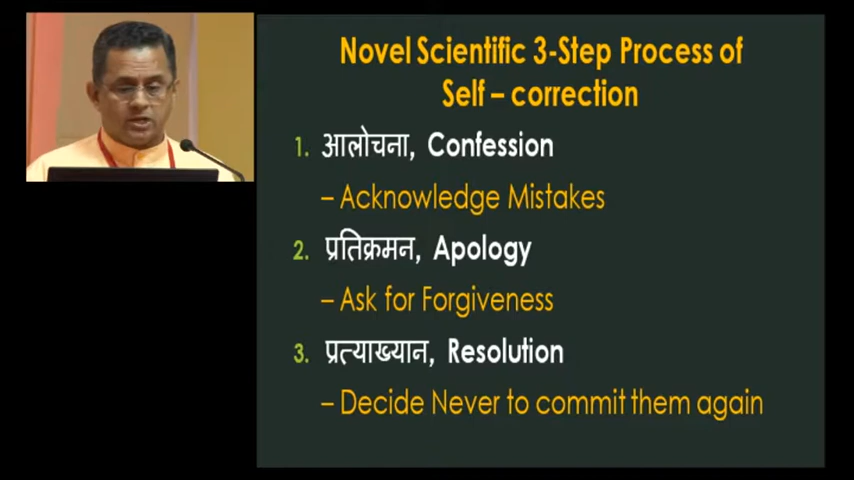 Novel Scientific 3-Step Process of
Self – correction
1. आलोचना, Confession
– Acknowledge Mistakes
2. प्रतिक्रमन, Apology
– Ask for Forgiveness
3. प्रत्याख्यान, Resolution
– Decide Never to commit them again